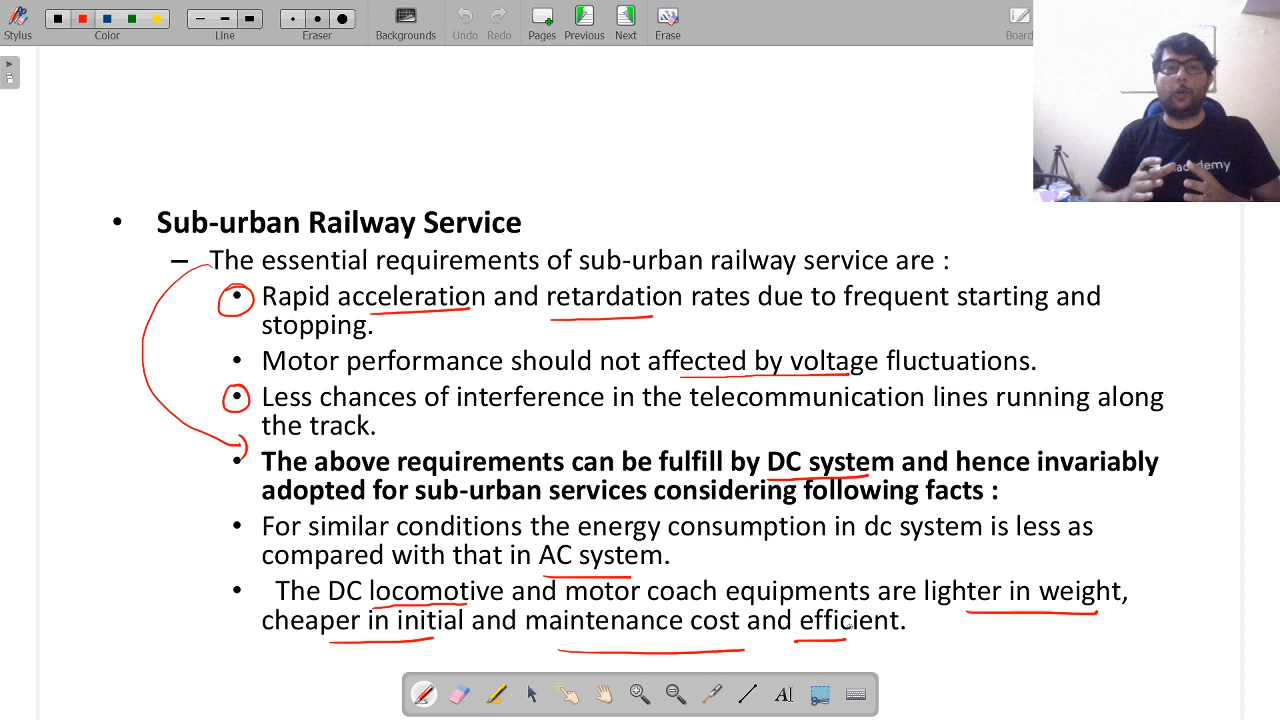 Stylus
Color
Line
Eraser
Backgrounds
Undo
Redo
Pages
Previous
Next
Erase
Board
ademy
• Sub-urban Railway Service
– The essential requirements of sub-urban railway service are :
• Rapid acceleration and retardation rates due to frequent starting and
stopping.
• Motor performance should not affected by voltage fluctuations.
• Less chances of interference in the telecommunication lines running along
the track.
• The above requirements can be fulfill by DC system and hence invariably
adopted for sub-urban services considering following facts :
• For similar conditions the energy consumption in dc system is less as
compared with that in AC system.
• The DC locomotive and motor coach equipments are lighter in weight,
cheaper in initial and maintenance cost and efficient.
AI